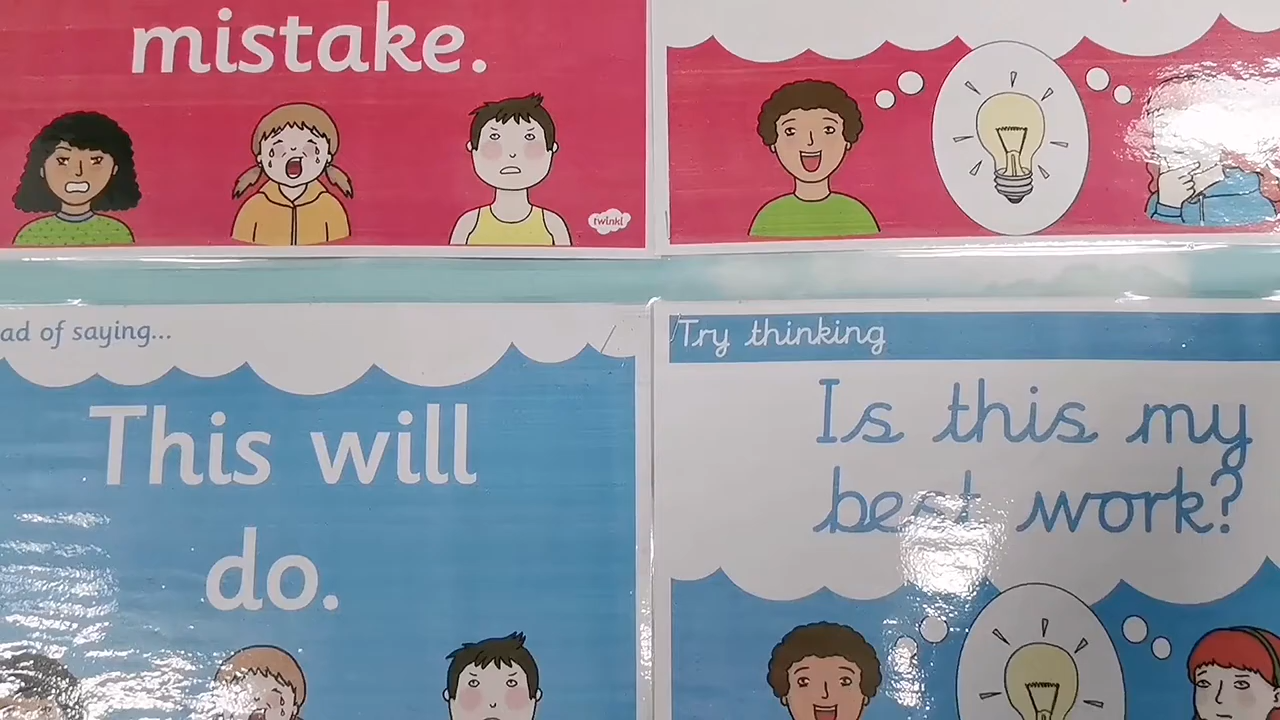 mistake.
twinkl
ad of saying...
This will
do.
Try thinking
Is this my
best work?